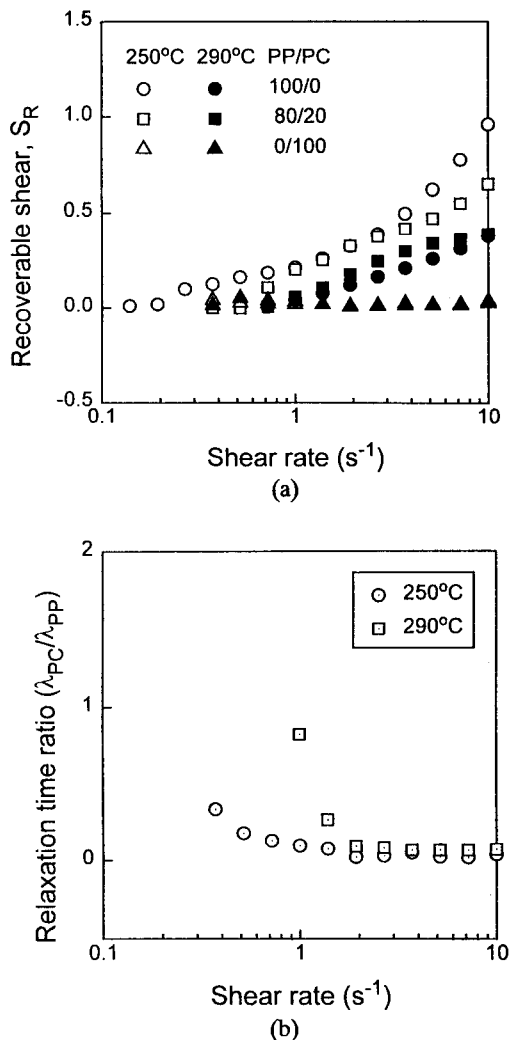 1.5
250°C 290°C PP/PC
100/0
80/20
0/100
1.0
0.5
0.0
-0.5
Recoverable shear, S_R
0.1 1 10
Shear rate (s⁻¹)
(a)
2
250°C
290°C
1
0
Relaxation time ratio (λ_PC/λ_PP)
0.1 1 10
Shear rate (s⁻¹)
(b)